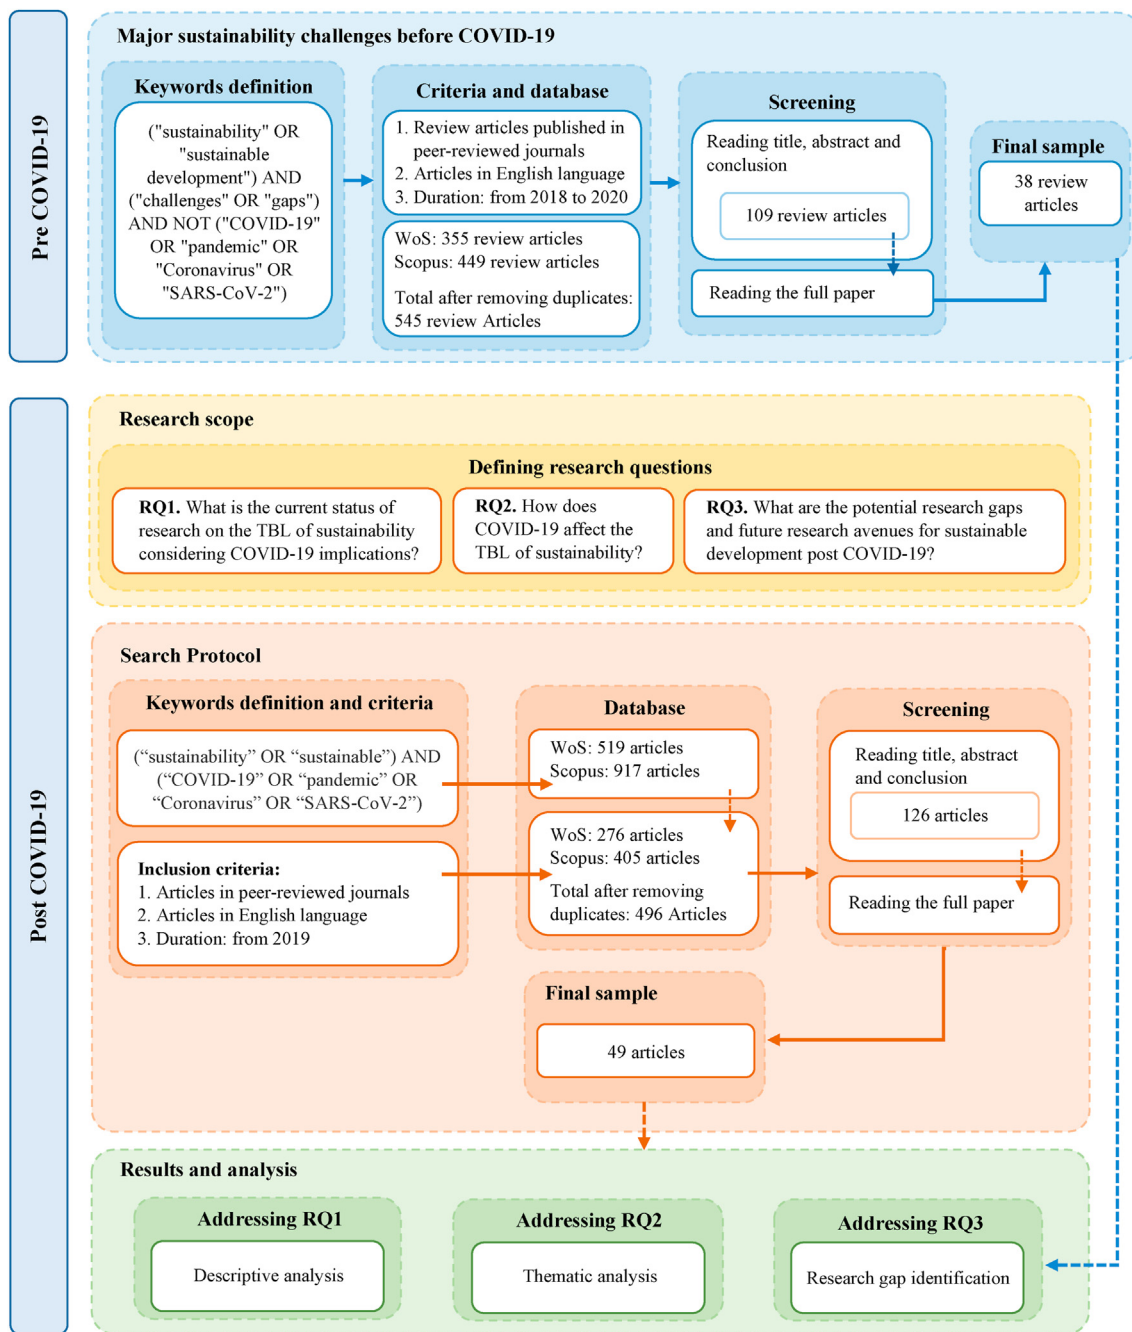 Pre COVID-19
Major sustainability challenges before COVID-19
Keywords definition
("sustainability" OR
"sustainable
development") AND
("challenges" OR "gaps")
AND NOT ("COVID-19"
OR "pandemic" OR
"Coronavirus" OR
"SARS-CoV-2")
Criteria and database
1. Review articles published in
peer-reviewed journals
2. Articles in English language
3. Duration: from 2018 to 2020
WoS: 355 review articles
Scopus: 449 review articles
Total after removing duplicates:
545 review Articles
Screening
Reading title, abstract and
conclusion
109 review articles
Reading the full paper
Final sample
38 review
articles
Post COVID-19
Research scope
Defining research questions
RQ1. What is the current status of
research on the TBL of sustainability
considering COVID-19 implications?
RQ2. How does
COVID-19 affect the
TBL of sustainability?
RQ3. What are the potential research gaps
and future research avenues for sustainable
development post COVID-19?
Search Protocol
Keywords definition and criteria
(“sustainability” OR “sustainable”) AND
(“COVID-19” OR “pandemic” OR
“Coronavirus” OR “SARS-CoV-2”)
Inclusion criteria:
1. Articles in peer-reviewed journals
2. Articles in English language
3. Duration: from 2019
Database
WoS: 519 articles
Scopus: 917 articles
WoS: 276 articles
Scopus: 405 articles
Total after removing
duplicates: 496 Articles
Screening
Reading title, abstract
and conclusion
126 articles
Reading the full paper
Final sample
49 articles
Results and analysis
Addressing RQ1
Descriptive analysis
Addressing RQ2
Thematic analysis
Addressing RQ3
Research gap identification